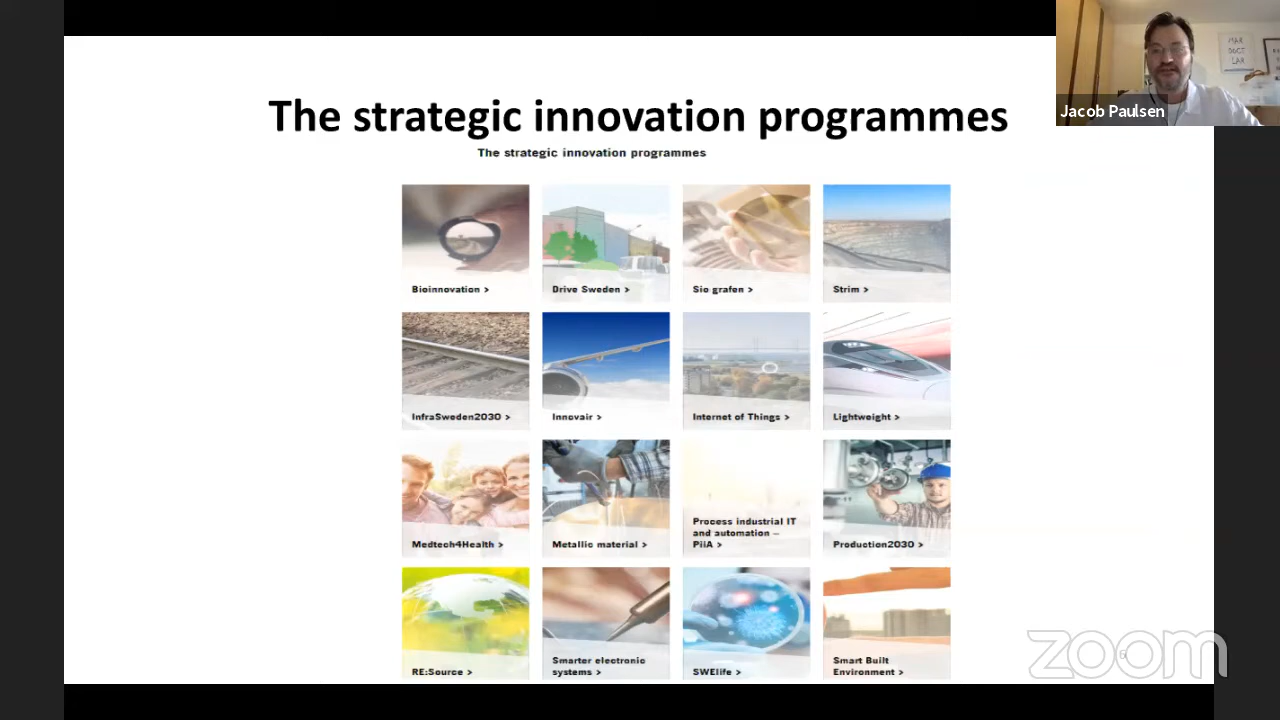 The strategic innovation programmes
The strategic innovation programmes
Jacob Paulsen
MAR
Bioinnovation >
Drive Sweden >
Sio grafen >
Strim >
InfraSweden2030 >
Innovair >
Internet of Things >
Lightweight >
Medtech4Health >
Metallic material >
Process industrial IT
and automation –
PiiA >
Production2030 >
RE:Source >
Smarter electronic
systems >
SWElife >
Smart Built
Environment >
zoom